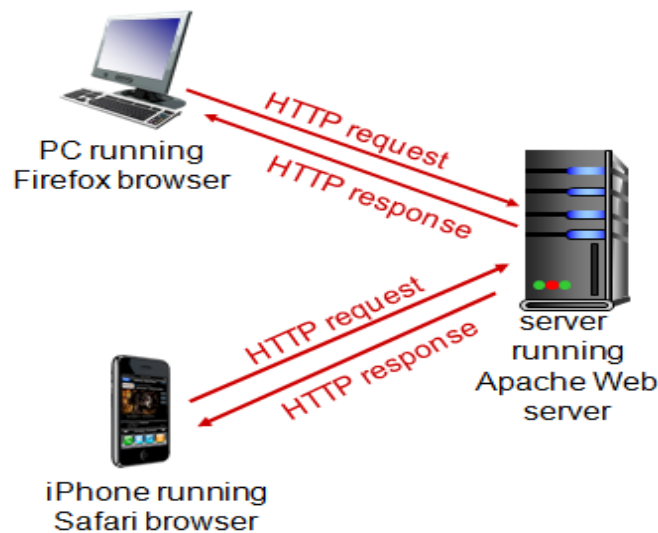 HTTP request
HTTP response
PC running
Firefox browser
HTTP request
HTTP response
server
running
Apache Web
server
iPhone running
Safari browser